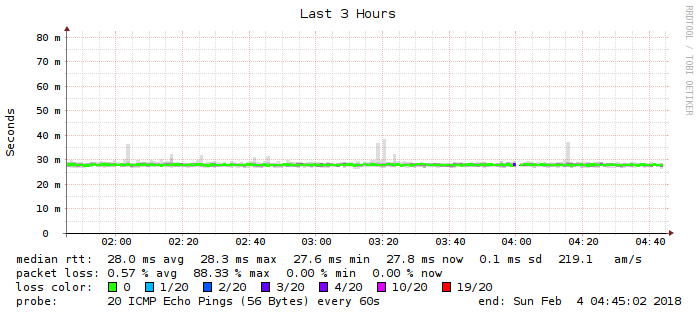 Last 3 Hours
RRDTOOL / TOBI OETIKER
Seconds
80 m
70 m
60 m
50 m
40 m
30 m
20 m
10 m
0
02:00 02:20 02:40 03:00 03:20 03:40 04:00 04:20 04:40
median rtt: 28.0 ms avg 28.3 ms max 27.6 ms min 27.8 ms now 0.1 ms sd 219.1 am/s
packet loss: 0.57 % avg 88.33 % max 0.00 % min 0.00 % now
loss color: 0 1/20 2/20 3/20 4/20 10/20 19/20
probe: 20 ICMP Echo Pings (56 Bytes) every 60s end: Sun Feb 4 04:45:02 2018